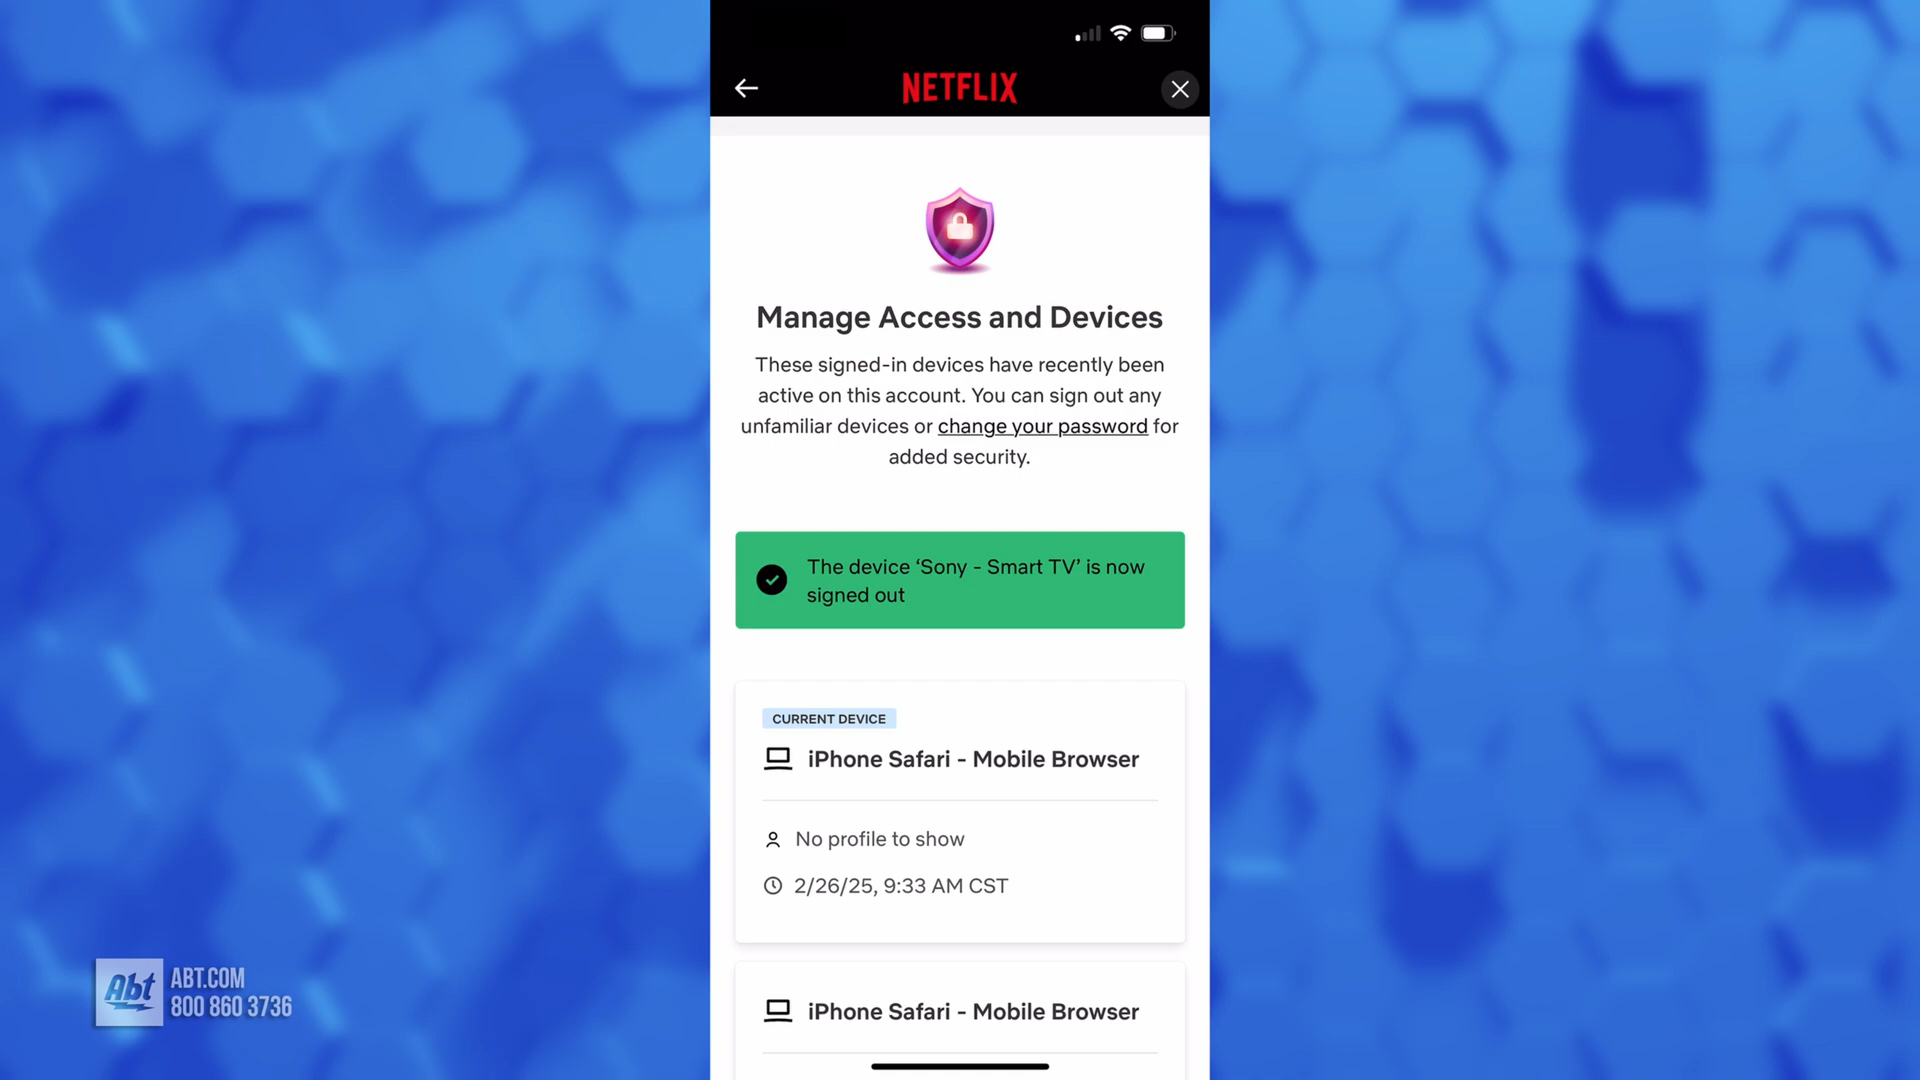 NETFLIX
Manage Access and Devices
These signed-in devices have recently been
active on this account. You can sign out any
unfamiliar devices or change your password for
added security.
The device ‘Sony - Smart TV’ is now
signed out
CURRENT DEVICE
iPhone Safari - Mobile Browser
No profile to show
2/26/25, 9:33 AM CST
iPhone Safari - Mobile Browser
Abt
ABT.COM
800 860 3736